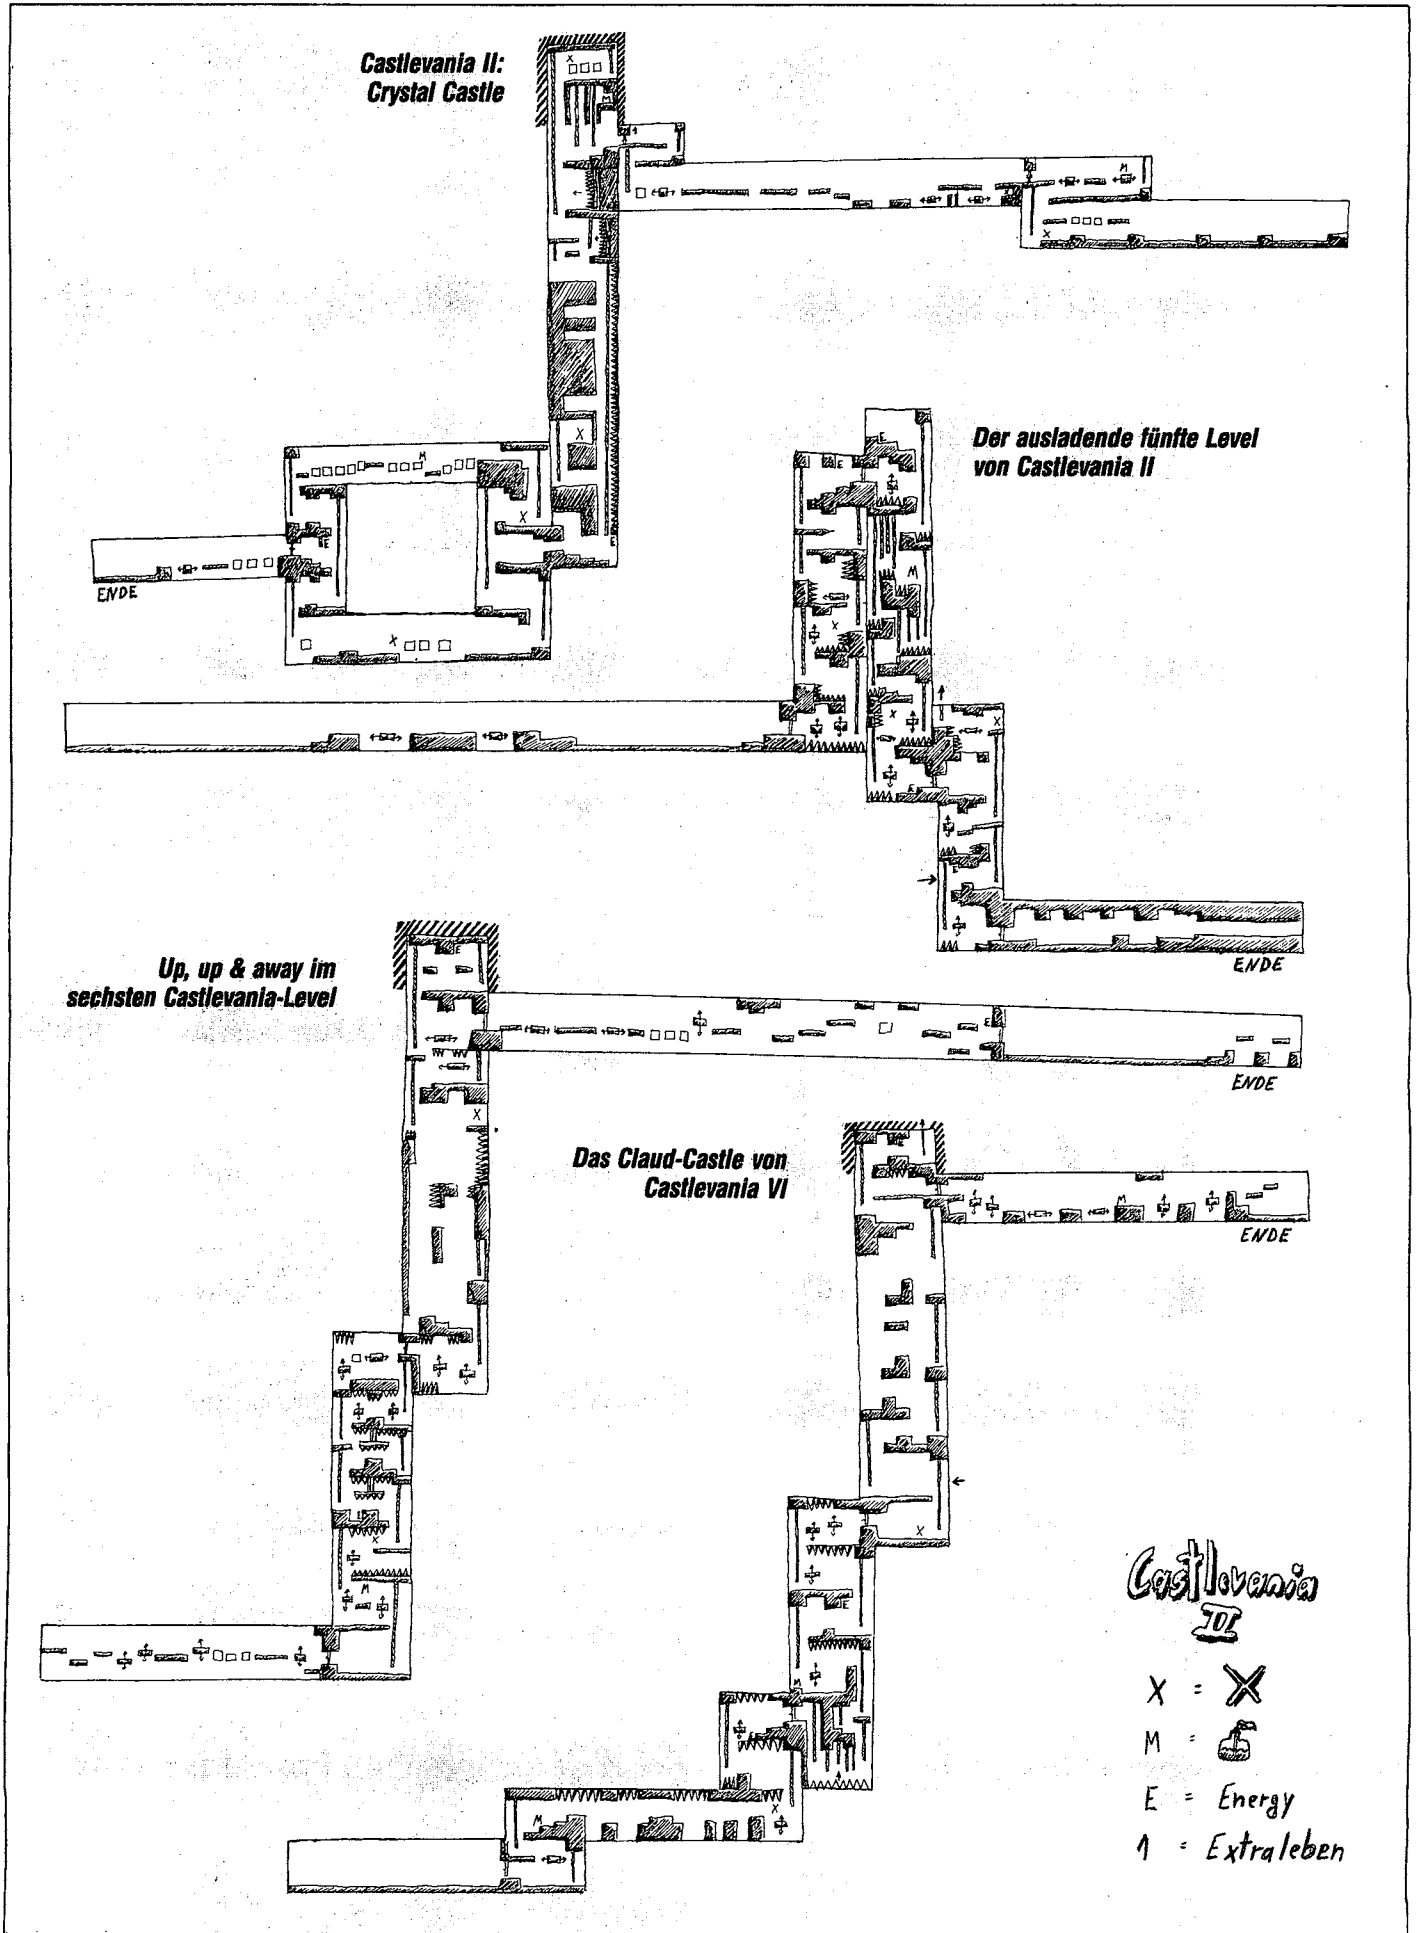 Castlevania II:
Crystal Castle
ENDE
Der ausladende fünfte Level
von Castlevania II
ENDE
Up, up & away im
sechsten Castlevania-Level
ENDE
Das Claud-Castle von
Castlevania VI
ENDE
Castlevania
II
X = X
M =
E = Energy
1 = Extraleben